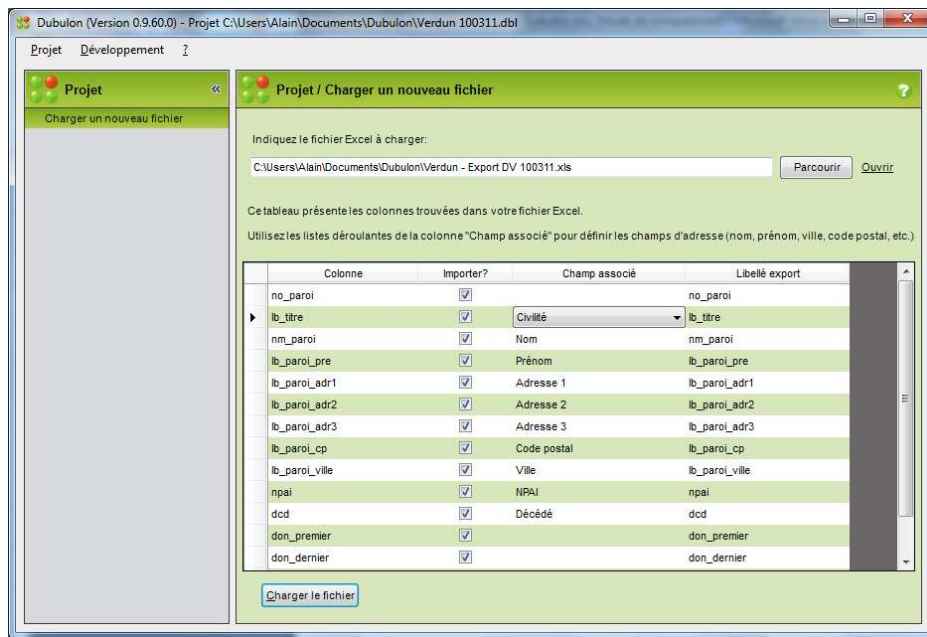 Dubulon (Version 0.9.60.0) - Projet C:\Users\Alain\Documents\Dubulon\Verdun 100311.dbl
Projet Développement ?
Projet «
Charger un nouveau fichier
Projet / Charger un nouveau fichier ?
Indiquez le fichier Excel à charger:
C:\Users\Alain\Documents\Dubulon\Verdun - Export DV 100311.xls Parcourir Ouvrir
Ce tableau présente les colonnes trouvées dans votre fichier Excel.
Utilisez les listes déroulantes de la colonne "Champ associé" pour définir les champs d'adresse (nom, prénom, ville, code postal, etc.)
Colonne Importer? Champ associé Libellé export
no_paroi no_paroi
lb_titre Civilité lb_titre
nm_paroi Nom nm_paroi
lb_paroi_pre Prénom lb_paroi_pre
lb_paroi_adr1 Adresse 1 lb_paroi_adr1
lb_paroi_adr2 Adresse 2 lb_paroi_adr2
lb_paroi_adr3 Adresse 3 lb_paroi_adr3
lb_paroi_cp Code postal lb_paroi_cp
lb_paroi_ville Ville lb_paroi_ville
npai NPAI npai
dcd Décédé dcd
don_premier don_premier
don_dernier don_dernier
Charger le fichier